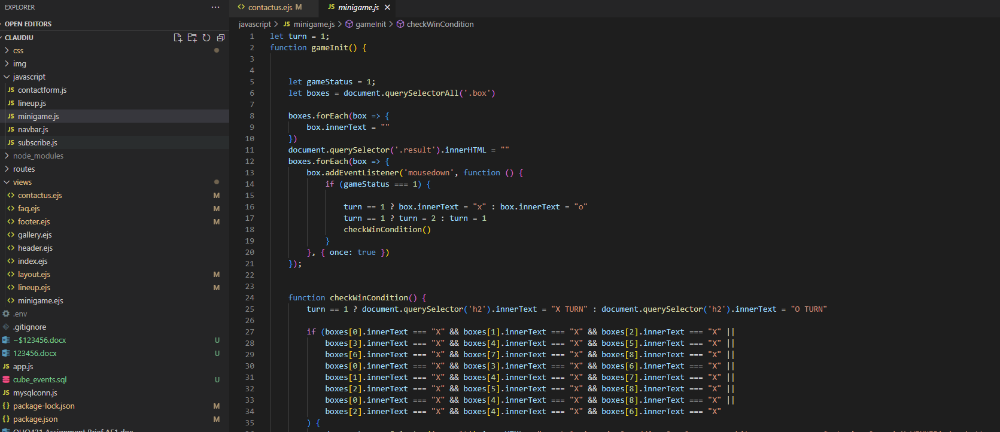 EXPLORER
OPEN EDITORS
CLAUDIU
css
img
javascript
JS contactform.js
JS lineup.js
JS minigame.js
JS navbar.js
JS subscribe.js
node_modules
routes
views
<> contactus.ejs M
<> faq.ejs M
<> footer.ejs M
<> gallery.ejs
<> header.ejs
<> index.ejs
<> layout.ejs M
<> lineup.ejs M
<> minigame.ejs
.env
.gitignore
~$123456.docx U
123456.docx U
JS app.js
cube_events.sql U
JS mysqlconn.js
{} package-lock.json M
{} package.json M
<> contactus.ejs M JS minigame.js
javascript > JS minigame.js > gameInit > checkWinCondition
1 let turn = 1;
2 function gameInit() {
3
4
5 let gameStatus = 1;
6 let boxes = document.querySelectorAll('.box')
7
8 boxes.forEach(box => {
9 box.innerText = ""
10 })
11 document.querySelector('.result').innerHTML = ""
12 boxes.forEach(box => {
13 box.addEventListener('mousedown', function () {
14 if (gameStatus === 1) {
15
16 turn == 1 ? box.innerText = "x" : box.innerText = "o"
17 turn == 1 ? turn = 2 : turn = 1
18 checkWinCondition()
19 }
20 }, { once: true })
21 });
22
23
24 function checkWinCondition() {
25 turn == 1 ? document.querySelector('h2').innerText = "X TURN" : document.querySelector('h2').innerText = "O TURN"
26
27 if (boxes[0].innerText === "X" && boxes[1].innerText === "X" && boxes[2].innerText === "X" ||
28 boxes[3].innerText === "X" && boxes[4].innerText === "X" && boxes[5].innerText === "X" ||
29 boxes[6].innerText === "X" && boxes[7].innerText === "X" && boxes[8].innerText === "X" ||
30 boxes[0].innerText === "X" && boxes[3].innerText === "X" && boxes[6].innerText === "X" ||
31 boxes[1].innerText === "X" && boxes[4].innerText === "X" && boxes[7].innerText === "X" ||
32 boxes[2].innerText === "X" && boxes[5].innerText === "X" && boxes[8].innerText === "X" ||
33 boxes[0].innerText === "X" && boxes[4].innerText === "X" && boxes[8].innerText === "X" ||
34 boxes[2].innerText === "X" && boxes[4].innerText === "X" && boxes[6].innerText === "X"
35 ) {